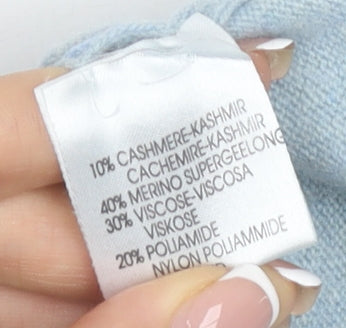 10% CASHMERE-KASHMIR
CACHEMIRE-KASHMIR
40% MERINO SUPERGEELONG
30% VISCOSE-VISCOSA
VISKOSE
20% POLIAMIDE
NYLON POLIAMMIDE